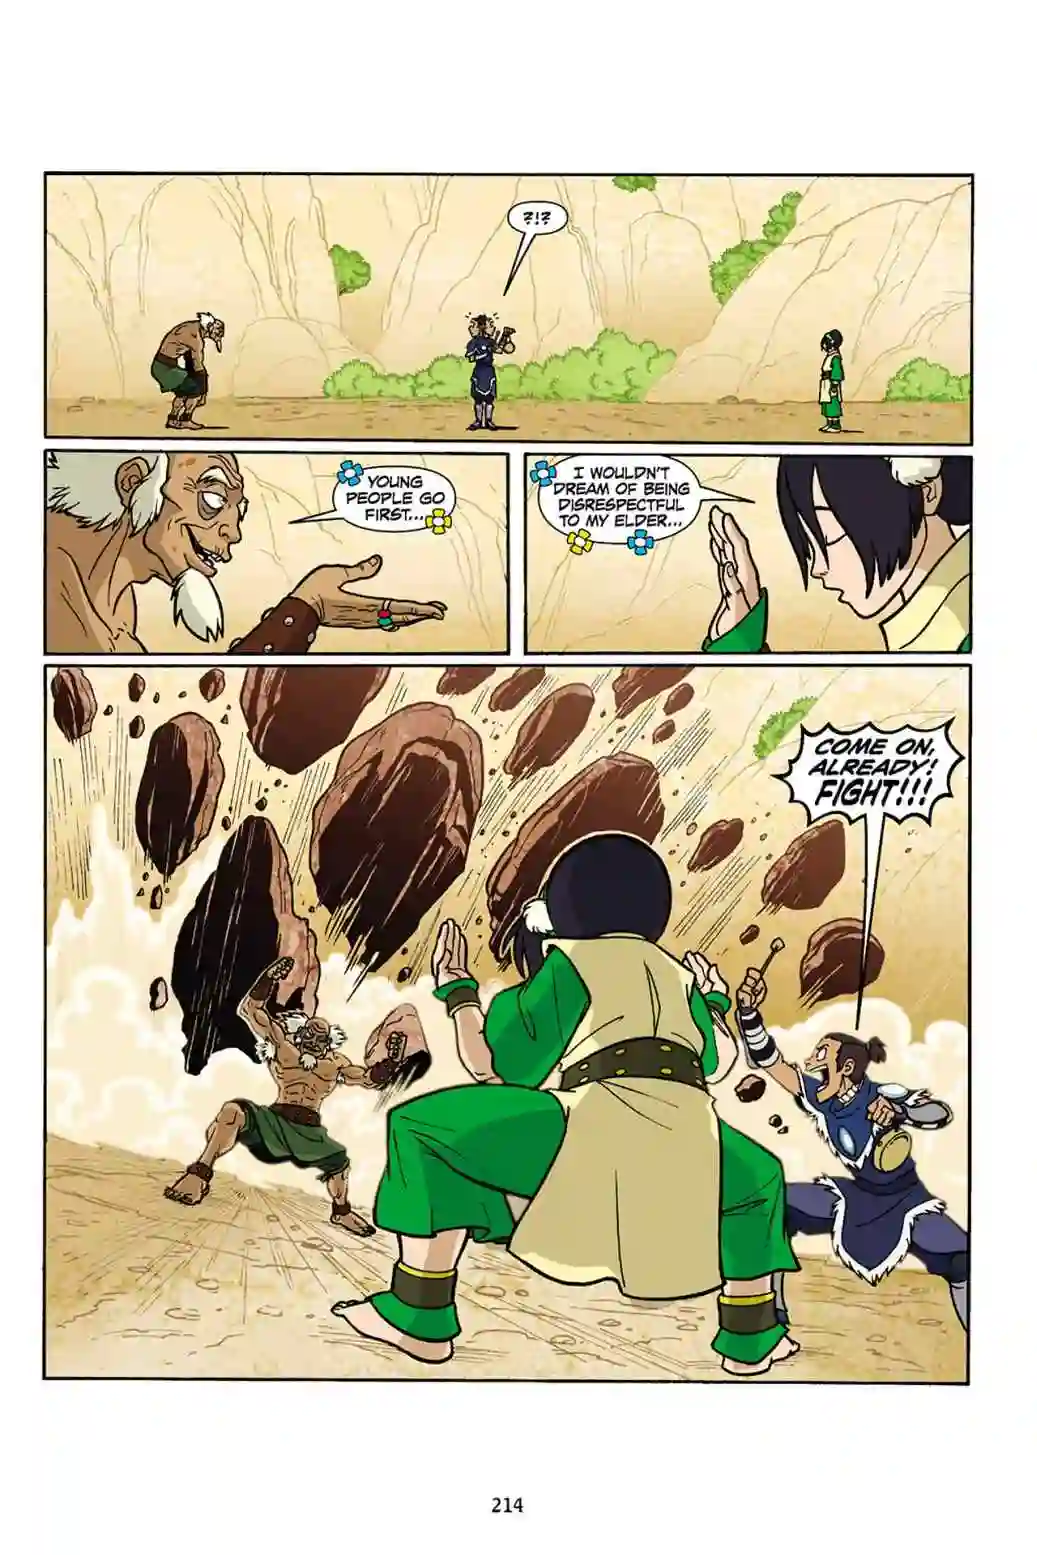 ?!?
YOUNG
PEOPLE GO
FIRST...
I WOULDN'T
DREAM OF BEING
DISRESPECTFUL
TO MY ELDER...
COME ON,
ALREADY!
FIGHT!!!
214